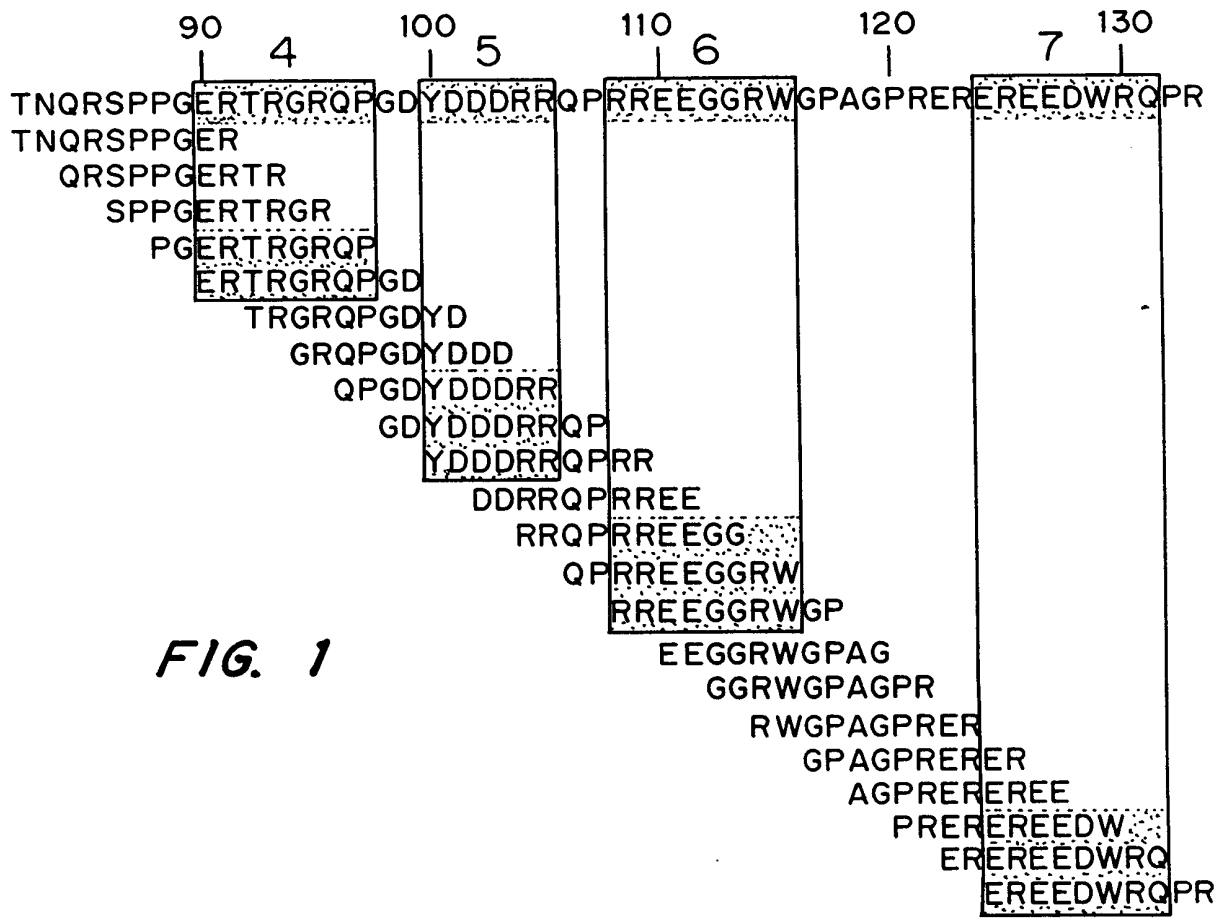 90 100 110 120 130
4 5 6 7
TNQRSPPGERTRGRQPGDYDDDRRQPRREEGGRWGPAGPREREREEDWRQPR
TNQRSPPGER
QRSPPGERTR
SPPGERTRGR
PGERTRGRQP
ERTRGRQPGD
TRGRQPGDYD
GRQPGDYDDD
QPGDYDDDRR
GDYDDDRRQP
YDDDRRQPRR
DDRRQPRREE
RRQPRREEGG
QPRREEGGRW
RREEGGRWGP
EEGGRWGPAG
GGRWGPAGPR
RWGPAGPRER
GPAGPRERER
AGPREREREE
PREREREEDW
EREREEDWRQ
EREEDWRQPR
FIG. 1